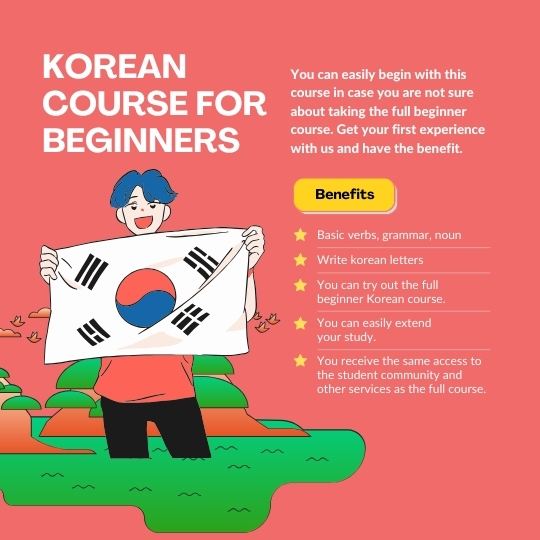 KOREAN
COURSE FOR
BEGINNERS
You can easily begin with this
course in case you are not sure
about taking the full beginner
course. Get your first experience
with us and have the benefit.
Benefits
Basic verbs, grammar, noun
Write korean letters
You can try out the full
beginner Korean course.
You can easily extend
your study.
You receive the same access to
the student community and
other services as the full course.